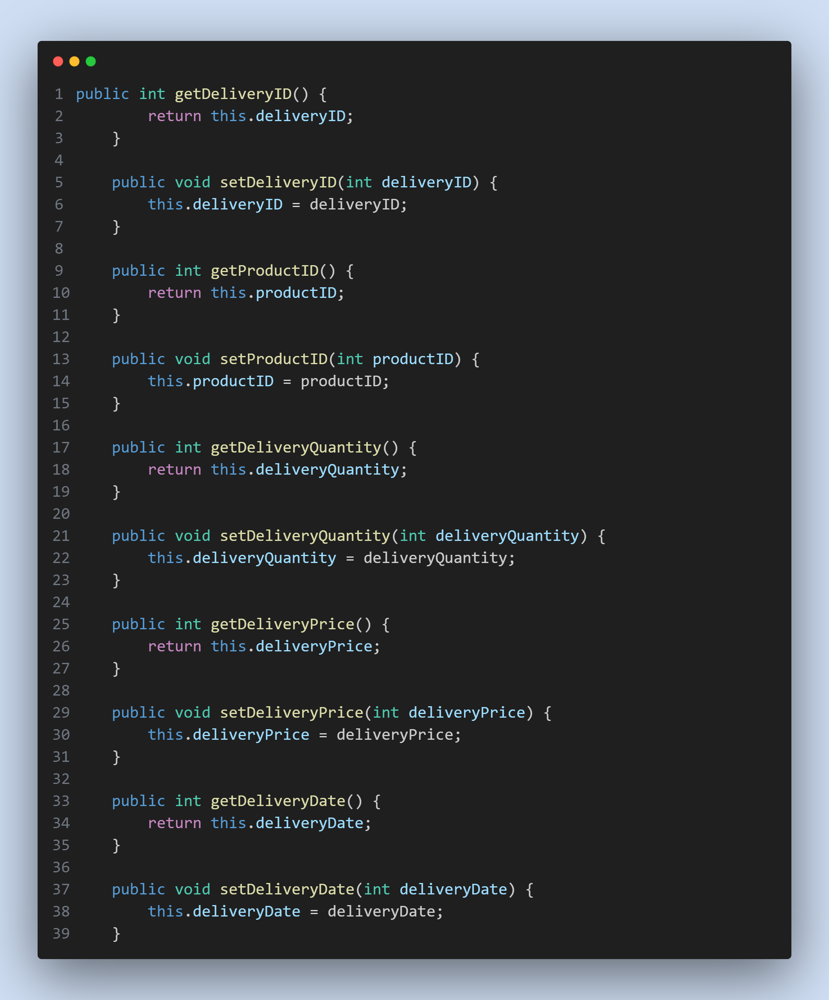 1 public int getDeliveryID() {
2         return this.deliveryID;
3     }
4
5     public void setDeliveryID(int deliveryID) {
6         this.deliveryID = deliveryID;
7     }
8
9     public int getProductID() {
10         return this.productID;
11     }
12
13     public void setProductID(int productID) {
14         this.productID = productID;
15     }
16
17     public int getDeliveryQuantity() {
18         return this.deliveryQuantity;
19     }
20
21     public void setDeliveryQuantity(int deliveryQuantity) {
22         this.deliveryQuantity = deliveryQuantity;
23     }
24
25     public int getDeliveryPrice() {
26         return this.deliveryPrice;
27     }
28
29     public void setDeliveryPrice(int deliveryPrice) {
30         this.deliveryPrice = deliveryPrice;
31     }
32
33     public int getDeliveryDate() {
34         return this.deliveryDate;
35     }
36
37     public void setDeliveryDate(int deliveryDate) {
38         this.deliveryDate = deliveryDate;
39     }